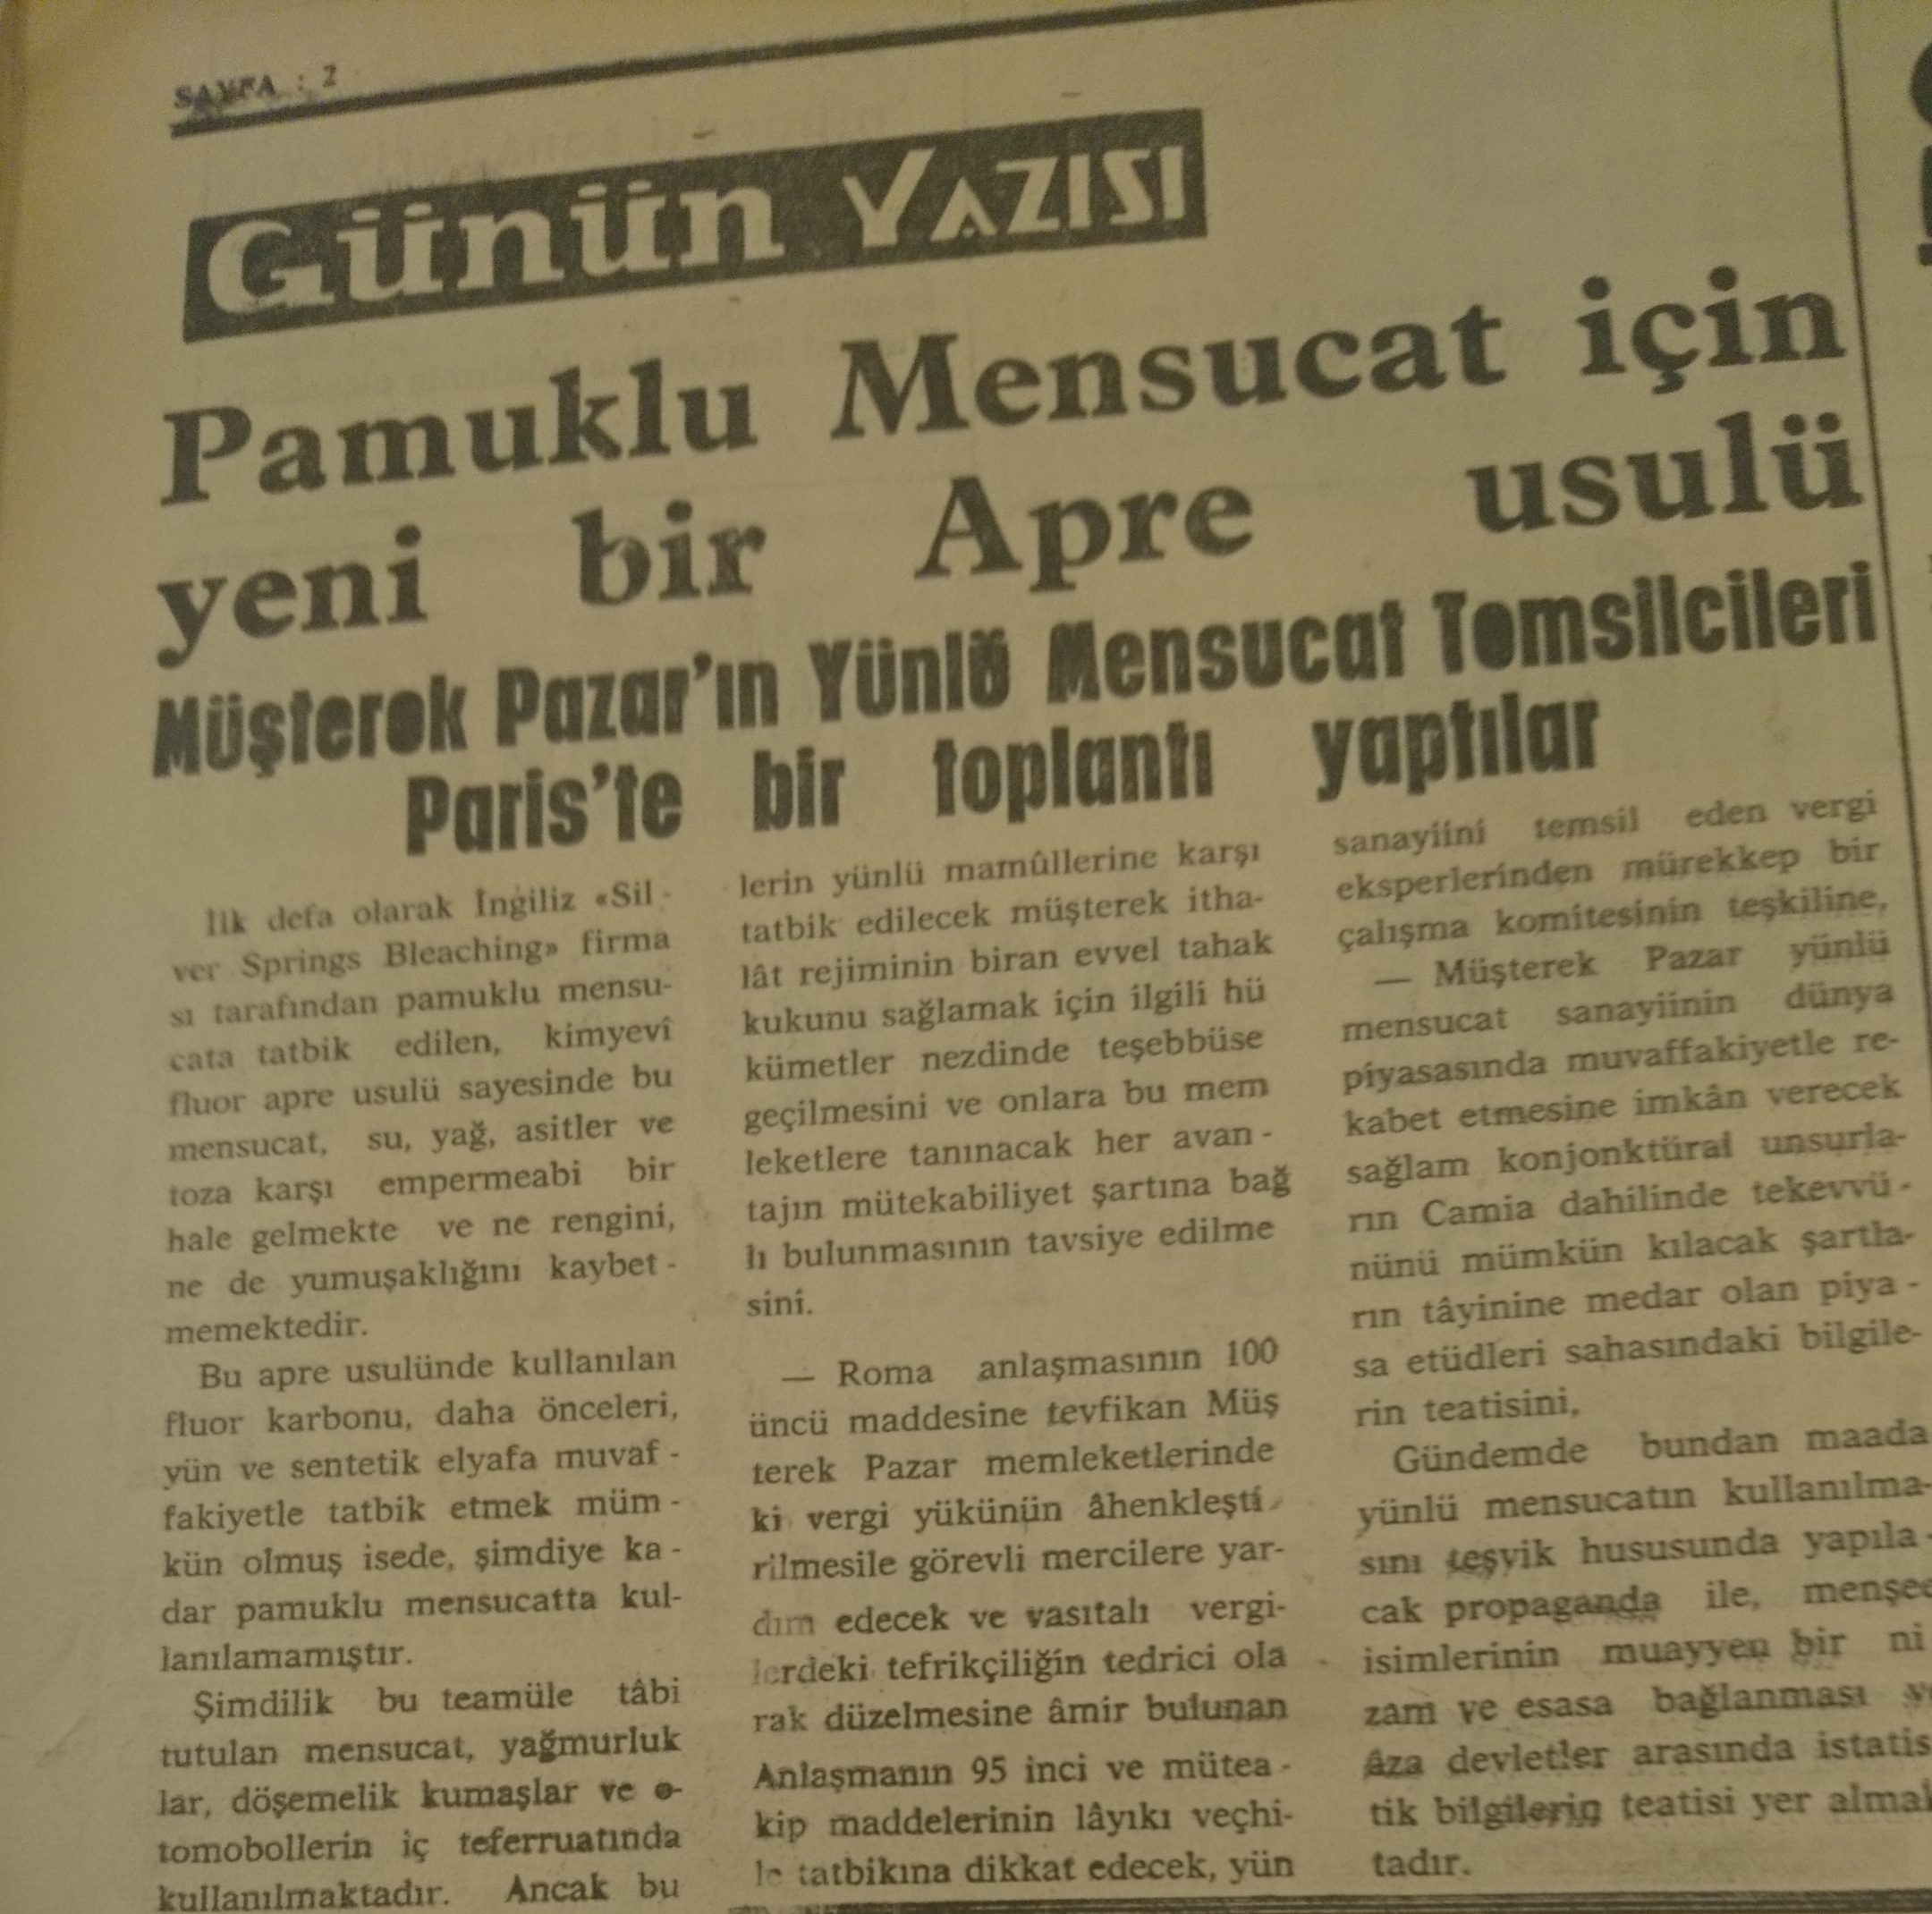 SAYFA : 2
Günün YAZISI
Pamuklu Mensucat için
yeni bir Apre usulü
Müşterek Pazar'ın Yünlü Mensucat Temsilcileri
Paris'te bir toplantı yaptılar
İlk defa olarak İngiliz «Sil -
ver Springs Bleaching» firma
sı tarafından pamuklu mensu-
cata tatbik edilen, kimyevî
fluor apre usulü sayesinde bu
mensucat, su, yağ, asitler ve
toza karşı empermeabi bir
hale gelmekte ve ne rengini,
ne de yumuşaklığını kaybet -
memektedir.
Bu apre usulünde kullanılan
fluor karbonu, daha önceleri,
yün ve sentetik elyafa muvaf -
fakiyetle tatbik etmek müm -
kün olmuş isede, şimdiye ka -
dar pamuklu mensucatta kul-
lanılamamıştır.
Şimdilik bu teamüle tâbi
tutulan mensucat, yağmurluk
lar, döşemelik kumaşlar ve o-
tomobollerin iç teferruatında
kullanılmaktadır. Ancak bu
lerin yünlü mamûllerine karşı
tatbik edilecek müşterek itha-
lât rejiminin biran evvel tahak
kukunu sağlamak için ilgili hü
kümetler nezdinde teşebbüse
geçilmesini ve onlara bu mem
leketlere tanınacak her avan -
tajın mütekabiliyet şartına bağ
lı bulunmasının tavsiye edilme
sini.
— Roma anlaşmasının 100
üncü maddesine tevfikan Müş
terek Pazar memleketlerinde
ki vergi yükünün âhenkleşti
rilmesile görevli mercilere yar-
dım edecek ve vasıtalı vergi-
lerdeki tefrikçiliğin tedrici ola
rak düzelmesine âmir bulunan
Anlaşmanın 95 inci ve mütea -
kip maddelerinin lâyıkı veçhi-
le tatbikına dikkat edecek, yün
sanayiini temsil eden vergi
eksperlerinden mürekkep bir
çalışma komitesinin teşkiline,
— Müşterek Pazar yünlü
mensucat sanayiinin dünya
piyasasında muvaffakiyetle re-
kabet etmesine imkân verecek
sağlam konjonktüral unsurla-
rın Camia dahilinde tekevvü -
nünü mümkün kılacak şartla-
rın tâyinine medar olan piya -
sa etüdleri sahasındaki bilgile-
rin teatisini,
Gündemde bundan maada
yünlü mensucatın kullanılma-
sını teşvik hususunda yapıla-
cak propaganda ile, menşee
isimlerinin muayyen bir ni
zam ve esasa bağlanması
âza devletler arasında istatis
tik bilgilerin teatisi yer almak
tadır.